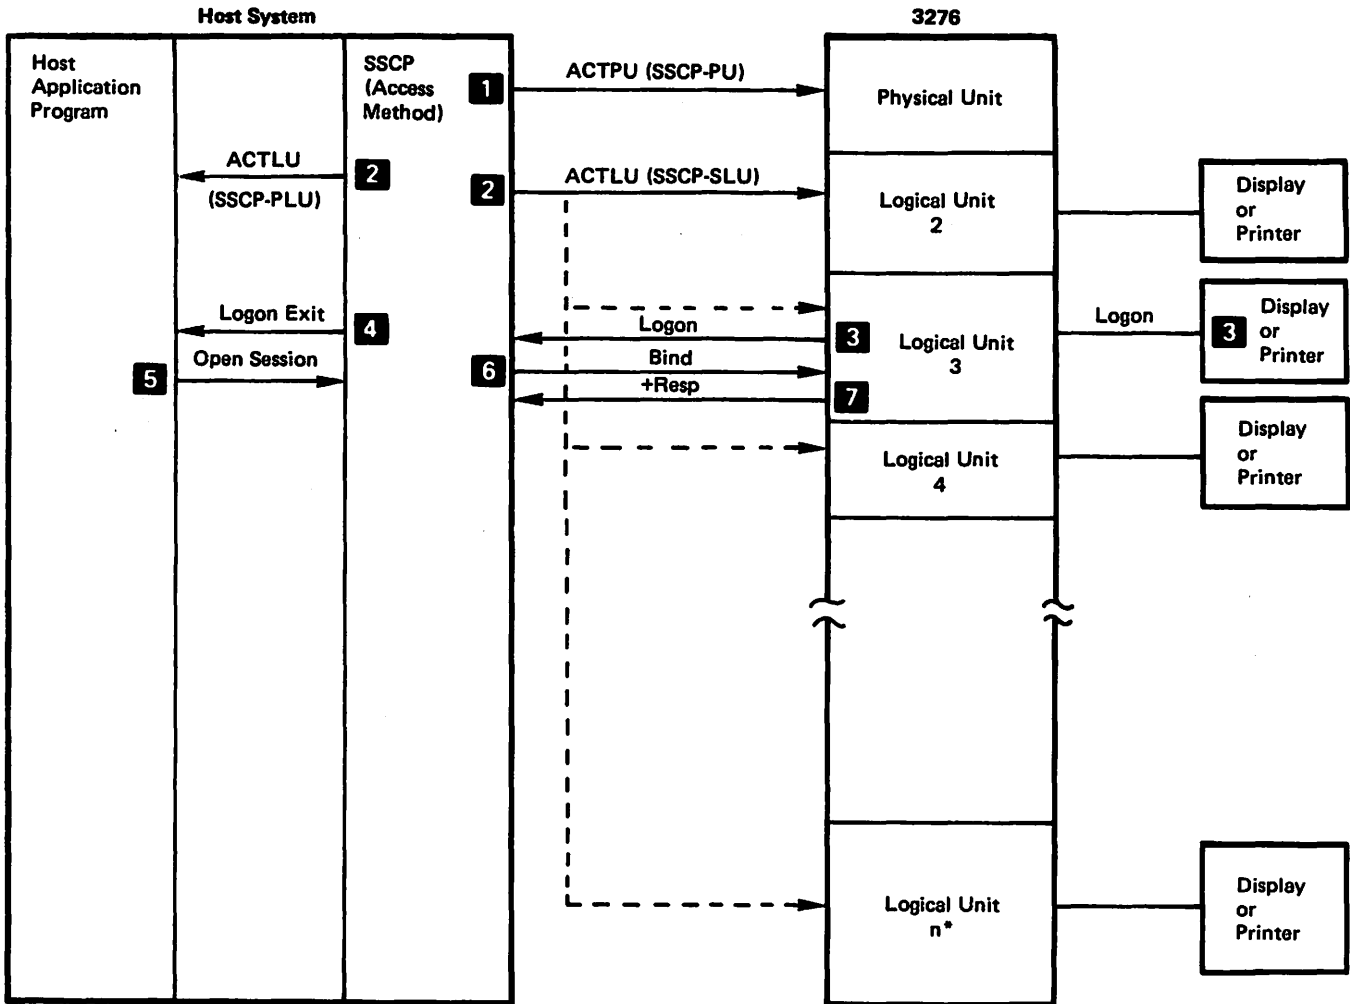 Host System
3276
Host
Application
Program
SSCP
(Access
Method)
1
ACTPU (SSCP-PU)
Physical Unit
ACTLU
(SSCP-PLU)
2
2
ACTLU (SSCP-SLU)
Logical Unit
2
Display
or
Printer
Logon Exit
4
Logon
3
Logical Unit
3
Logon
3
Display
or
Printer
Open Session
5
6
Bind
+Resp
7
Logical Unit
4
Display
or
Printer
Logical Unit
n*
Display
or
Printer